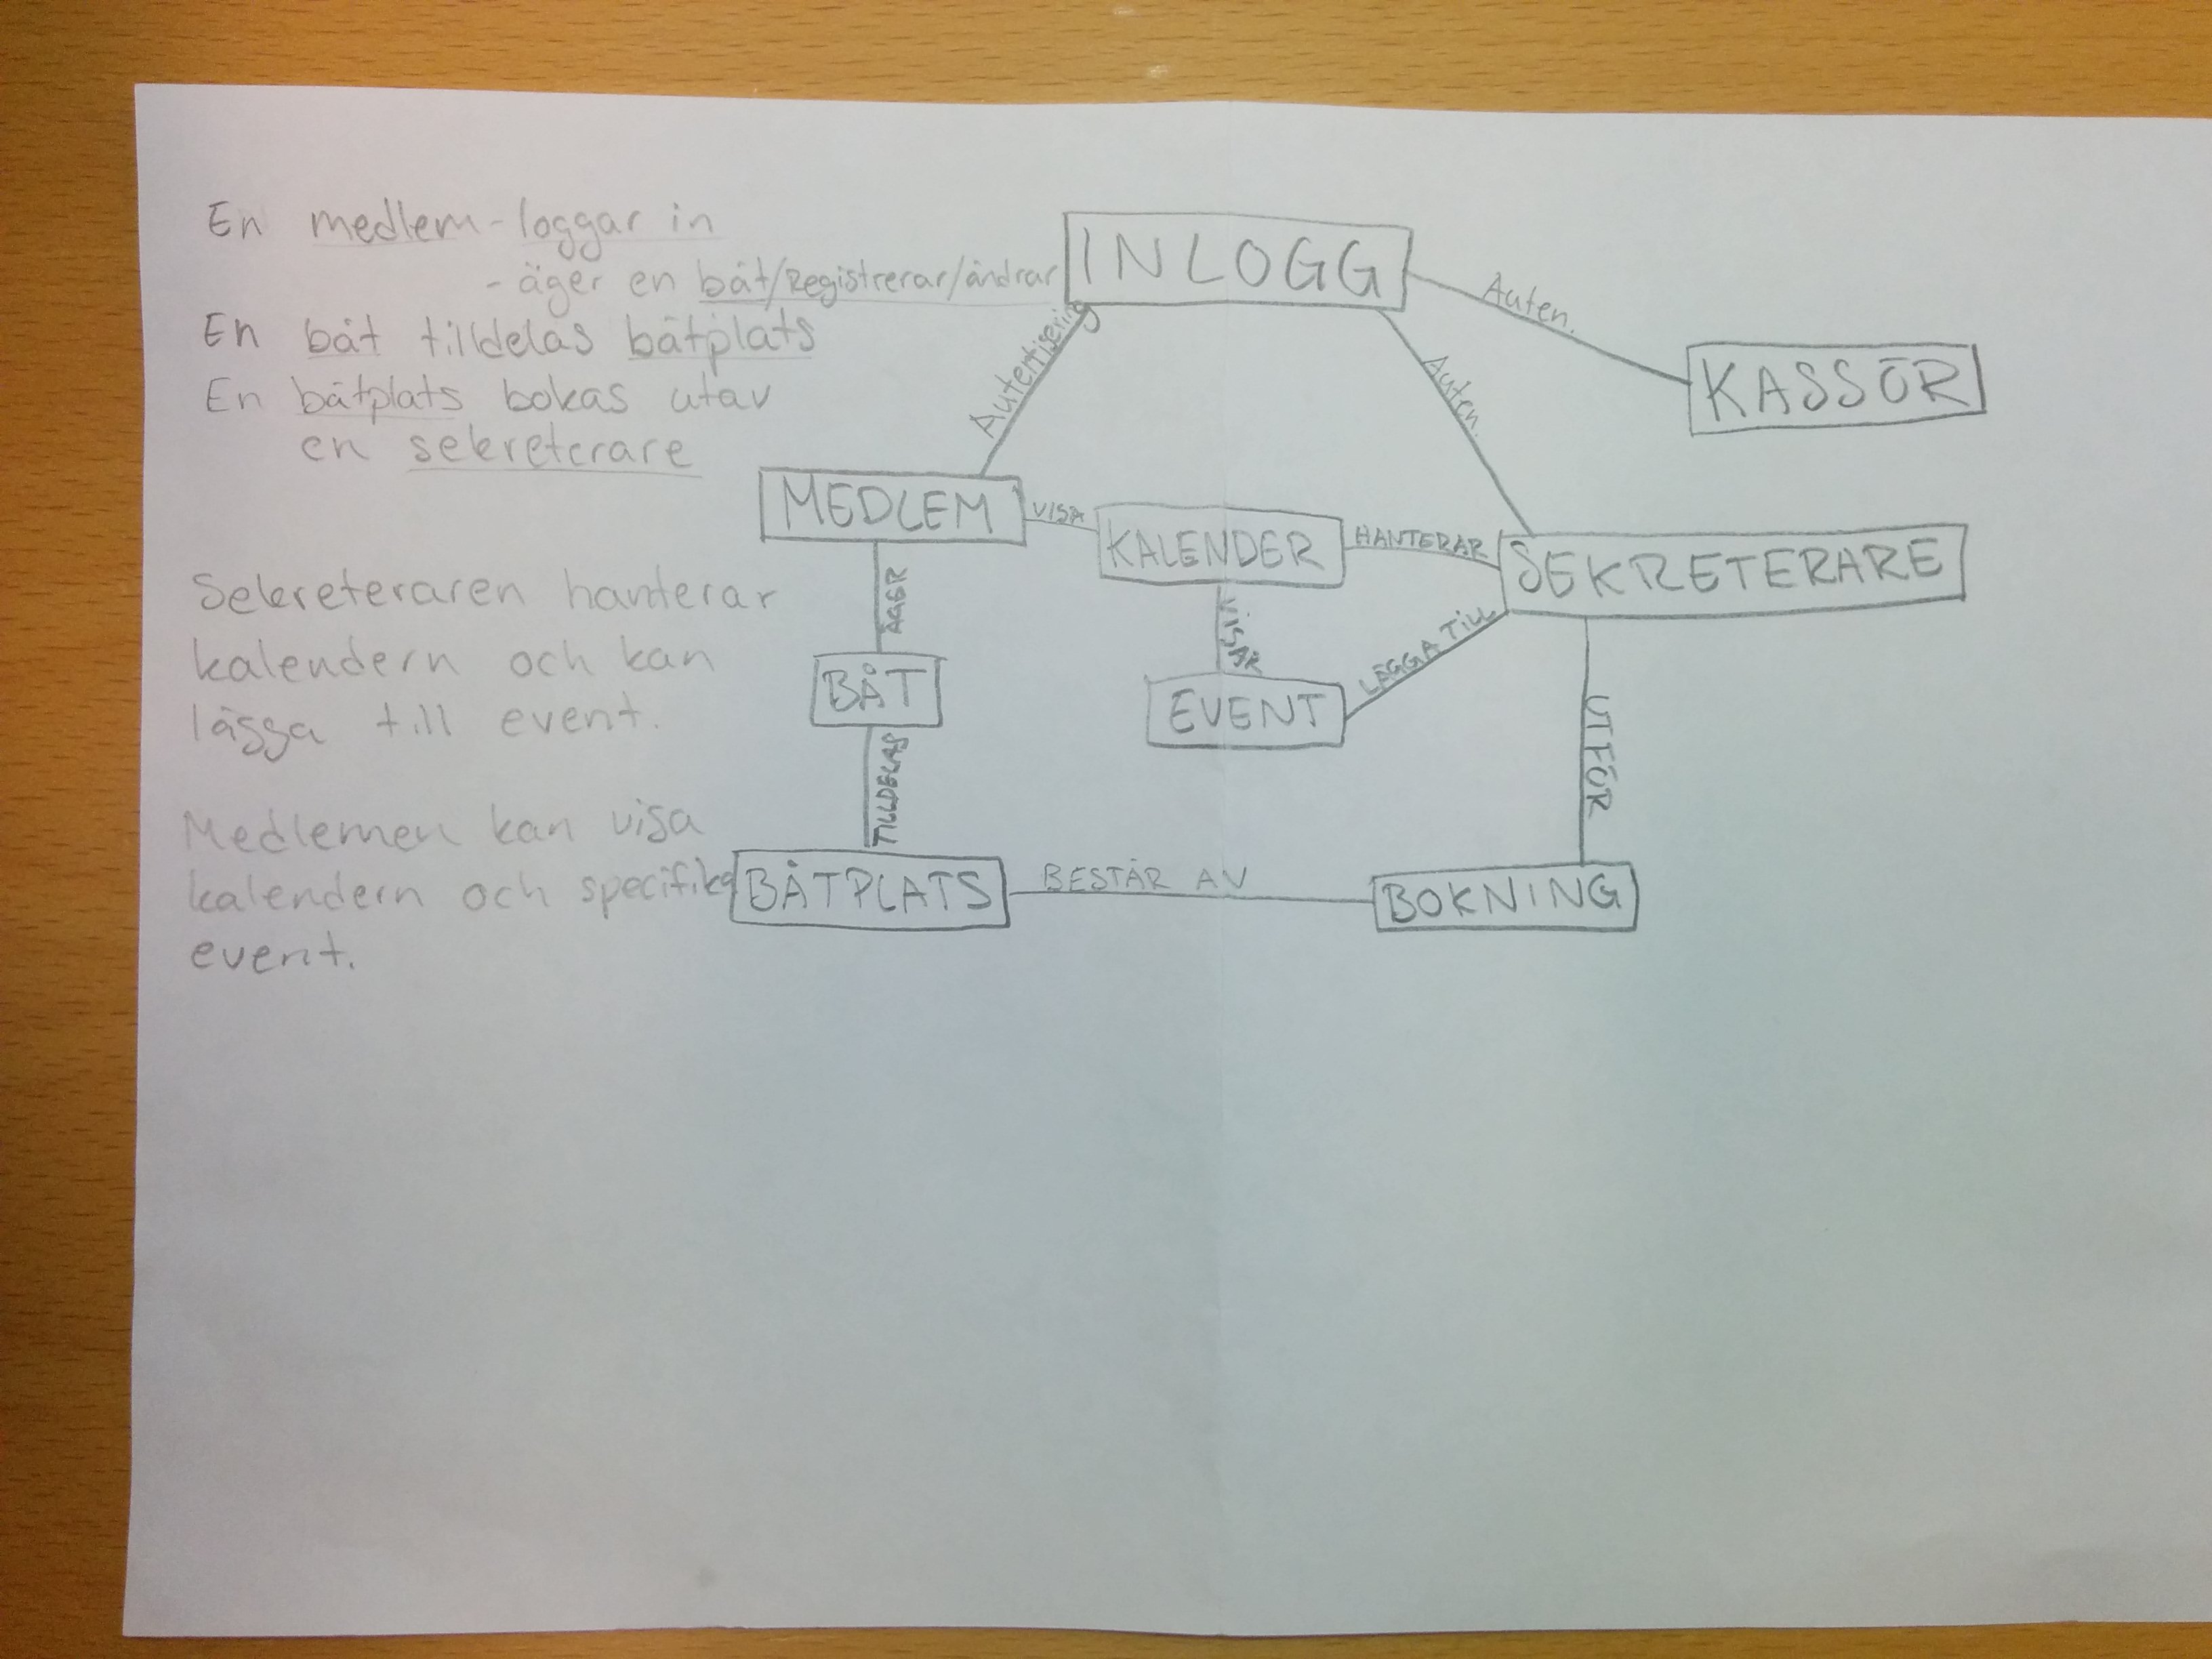 En medlem - loggar in
- äger en båt/Registrerar/ändrar
En båt tilldelas båtplats
En båtplats bokas utav
en sekreterare
Sekreteraren hanterar
kalendern och kan
lägga till event.
Medlemen kan visa
kalendern och specifika
event.
INLOGG
Auten.
KASSÖR
Autentisering
Auten.
MEDLEM
VISA
KALENDER
HANTERAR
SEKRETERARE
ÄGER
VISAR
LÄGGA TILL
BÅT
EVENT
UTFÖR
TILLDELAS
BÅTPLATS
BESTÅR AV
BOKNING